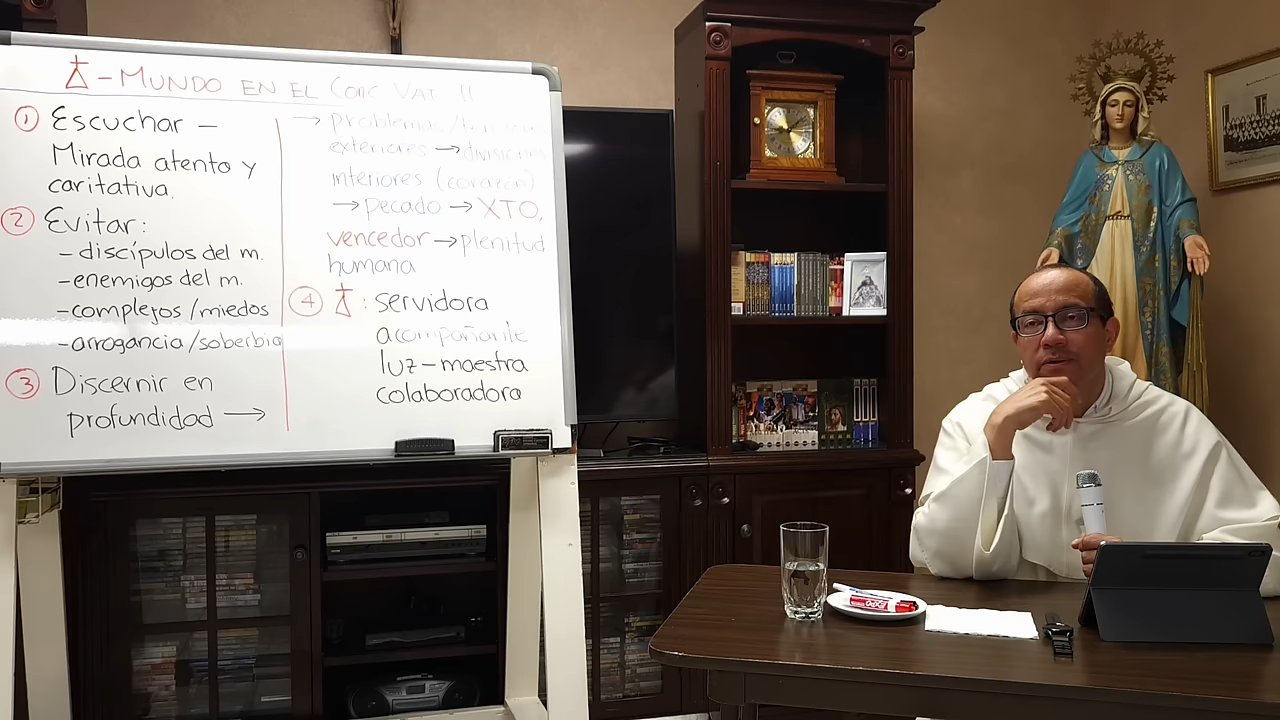 - MUNDO EN EL CONC VAT II
① Escuchar -
Mirada atenta y
caritativa.
② Evitar:
- discípulos del m.
- enemigos del m.
- complejos / miedos
- arrogancia / soberbia
③ Discernir en
profundidad →
→ problemas /
exteriores → divisiones
interiores (corazón)
→ pecado → XTO,
vencedor → plenitud
humana
④ : servidora
acompañante
luz - maestra
colaboradora
EXPO